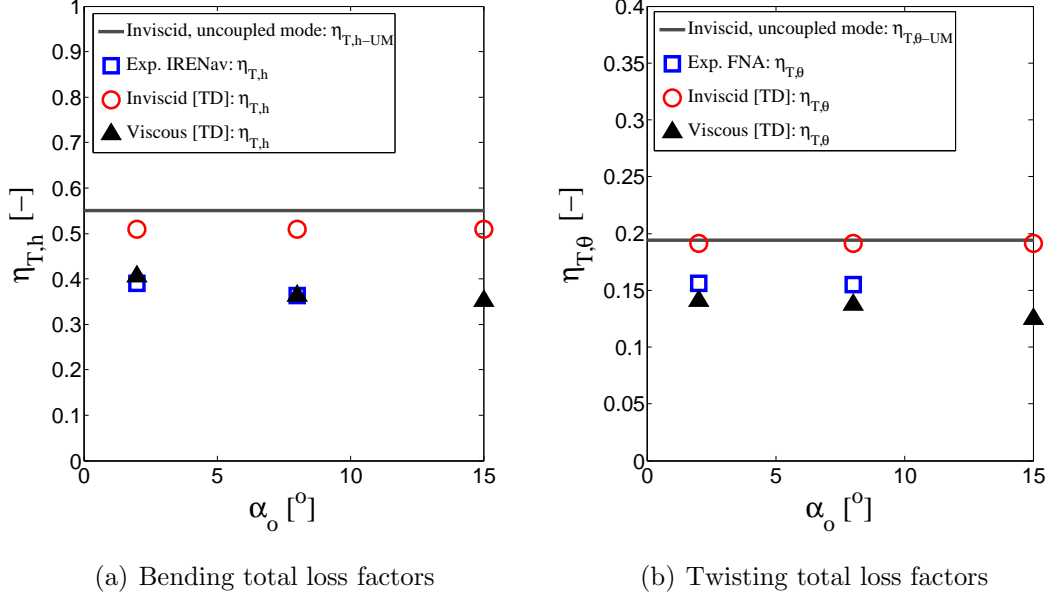 Inviscid, uncoupled mode: η_T,h−UM
Exp. IRENav: η_T,h
Inviscid [TD]: η_T,h
Viscous [TD]: η_T,h
1
0.9
0.8
0.7
0.6
0.5
0.4
0.3
0.2
0.1
0
η_T,h [-]
0
5
10
15
α_o [°]
(a) Bending total loss factors
Inviscid, uncoupled mode: η_T,θ−UM
Exp. FNA: η_T,θ
Inviscid [TD]: η_T,θ
Viscous [TD]: η_T,θ
0.4
0.35
0.3
0.25
0.2
0.15
0.1
0.05
0
η_T,θ [-]
0
5
10
15
α_o [°]
(b) Twisting total loss factors